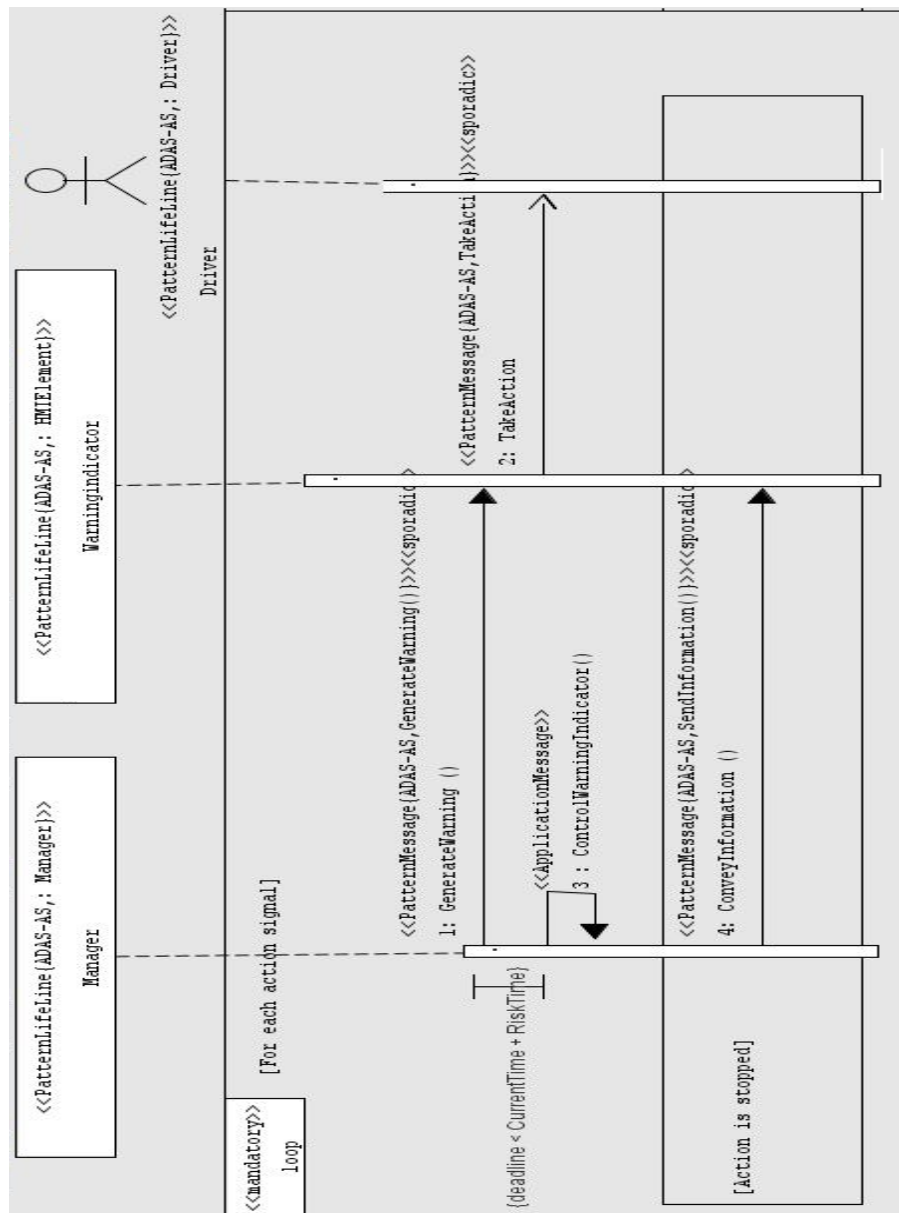 <<PatternLifeLine{ADAS-AS,: Manager}>>
Manager
<<PatternLifeLine{ADAS-AS,: HMIElement}>>
Warningindicator
<<PatternLifeLine{ADAS-AS,: Driver}>>
Driver
<<mandatory>>
loop
[For each action signal]
<<PatternMessage{ADAS-AS,GenerateWarning()}>><<sporadic>
1: GenerateWarning ()
<<PatternMessage{ADAS-AS,TakeAction}>><<sporadic>>
2: TakeAction
{deadline < CurrentTime + RiskTime}
<<ApplicationMessage>>
3 : ControlWarningIndicator()
<<PatternMessage{ADAS-AS,SendInformation()}>><<sporadic>
4: ConveyInformation ()
[Action is stopped]